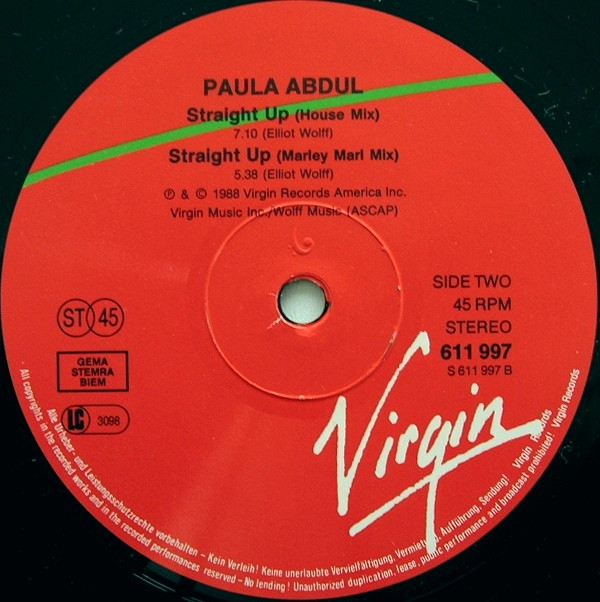 PAULA ABDUL
Straight Up (House Mix)
7.10 (Elliot Wolff)
Straight Up (Marley Marl Mix)
5.38 (Elliot Wolff)
℗ & © 1988 Virgin Records America Inc.
Virgin Music Inc./Wolff Music (ASCAP)
SIDE TWO
45 RPM
STEREO
611 997
S 611 997 B
ST 45
GEMA
STEMRA
BIEM
LC 3098
Virgin
Alle Urheber- und Leistungsschutzrechte vorbehalten – Kein Verleih! Keine unerlaubte Vervielfältigung, Vermietung, Aufführung, Sendung! Virgin Records
All copyrights in the recorded works and in the recorded performances reserved – No lending! Unauthorized duplication, lease, public performance and broadcast prohibited! Virgin Records